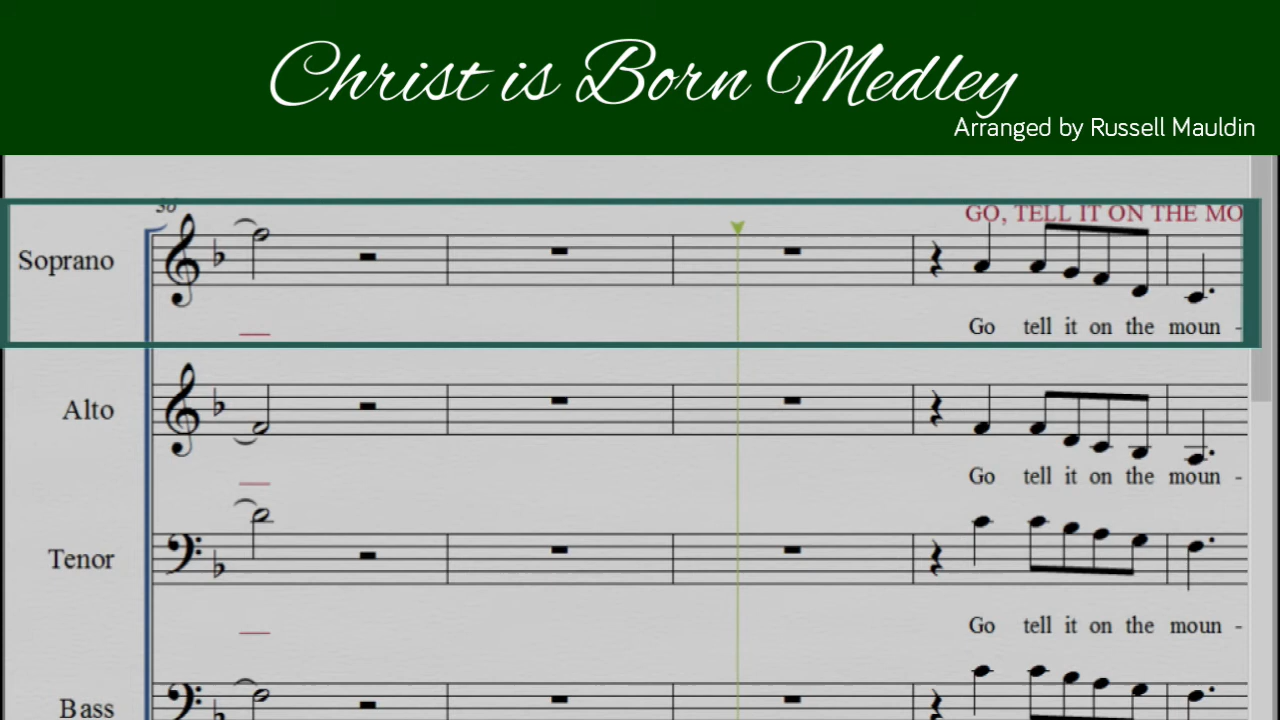 Christ is Born Medley
Arranged by Russell Mauldin
36
GO, TELL IT ON THE MO
Soprano
Go tell it on the moun -
Alto
Go tell it on the moun -
Tenor
Go tell it on the moun -
Bass